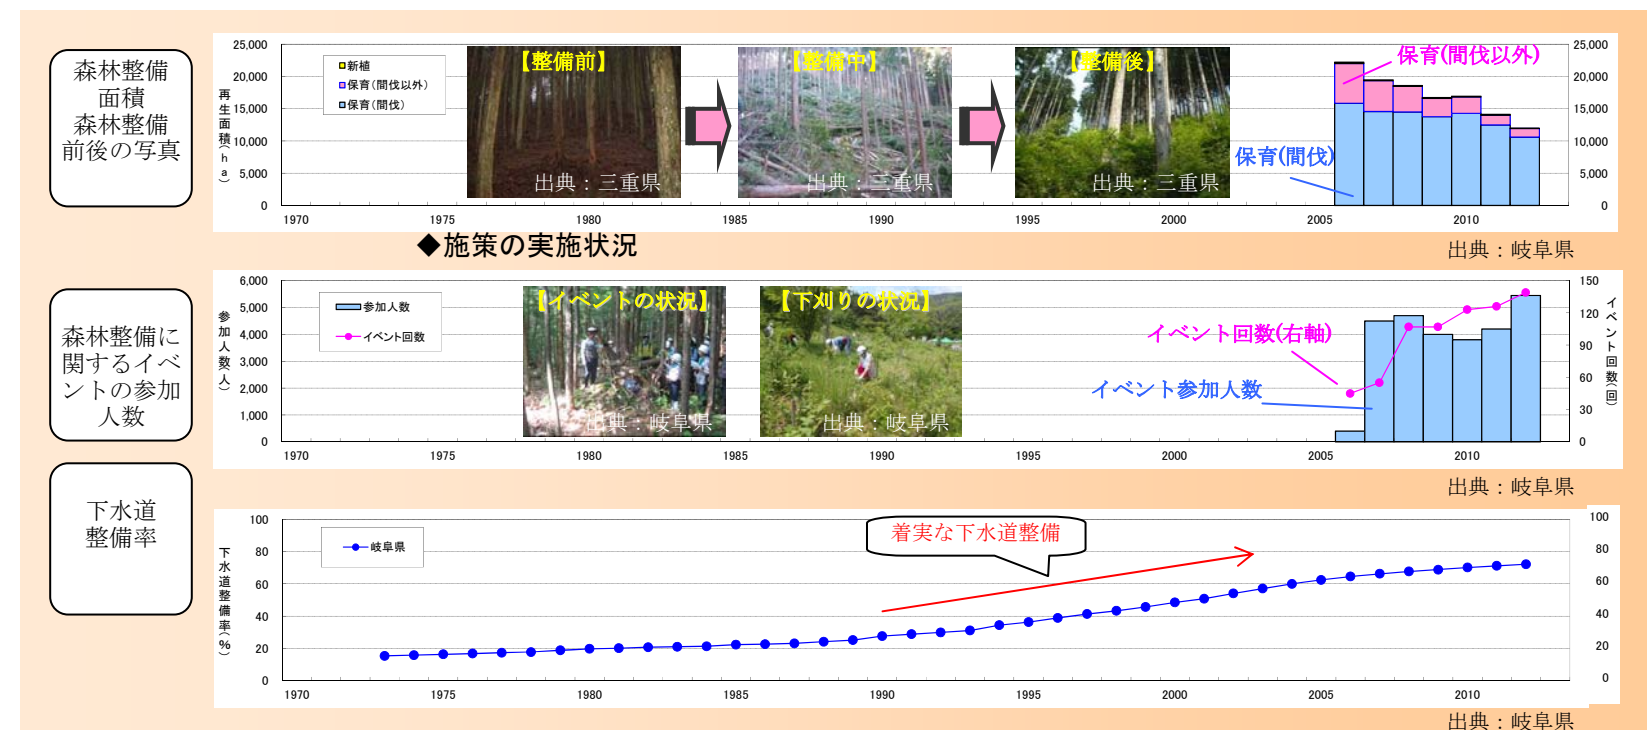 森林整備
面積
森林整備
前後の写真
再生面積(ha)
25,000
20,000
15,000
10,000
5,000
0
新植
保育(間伐以外)
保育(間伐)
【整備前】
出典：三重県
【整備中】
出典：三重県
【整備後】
出典：三重県
保育(間伐以外)
保育(間伐)
25,000
20,000
15,000
10,000
5,000
0
1970 1975 1980 1985 1990 1995 2000 2005 2010
◆施策の実施状況
出典：岐阜県
森林整備に
関するイベ
ントの参加
人数
参加人数(人)
6,000
5,000
4,000
3,000
2,000
1,000
0
参加人数
イベント回数
【イベントの状況】
出典：岐阜県
【下刈りの状況】
出典：岐阜県
イベント回数(右軸)
イベント参加人数
150
120
90
60
30
0
イベント回数(回)
1970 1975 1980 1985 1990 1995 2000 2005 2010
出典：岐阜県
下水道
整備率
下水道整備率(%)
100
80
60
40
20
0
岐阜県
着実な下水道整備
100
80
60
40
20
0
1970 1975 1980 1985 1990 1995 2000 2005 2010
出典：岐阜県